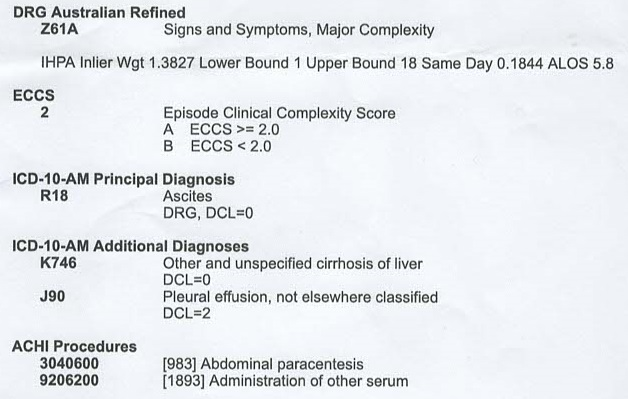 DRG Australian Refined
Z61A Signs and Symptoms, Major Complexity
IHPA Inlier Wgt 1.3827 Lower Bound 1 Upper Bound 18 Same Day 0.1844 ALOS 5.8
ECCS
2 Episode Clinical Complexity Score
A ECCS >= 2.0
B ECCS < 2.0
ICD-10-AM Principal Diagnosis
R18 Ascites
DRG, DCL=0
ICD-10-AM Additional Diagnoses
K746 Other and unspecified cirrhosis of liver
DCL=0
J90 Pleural effusion, not elsewhere classified
DCL=2
ACHI Procedures
3040600 [983] Abdominal paracentesis
9206200 [1893] Administration of other serum